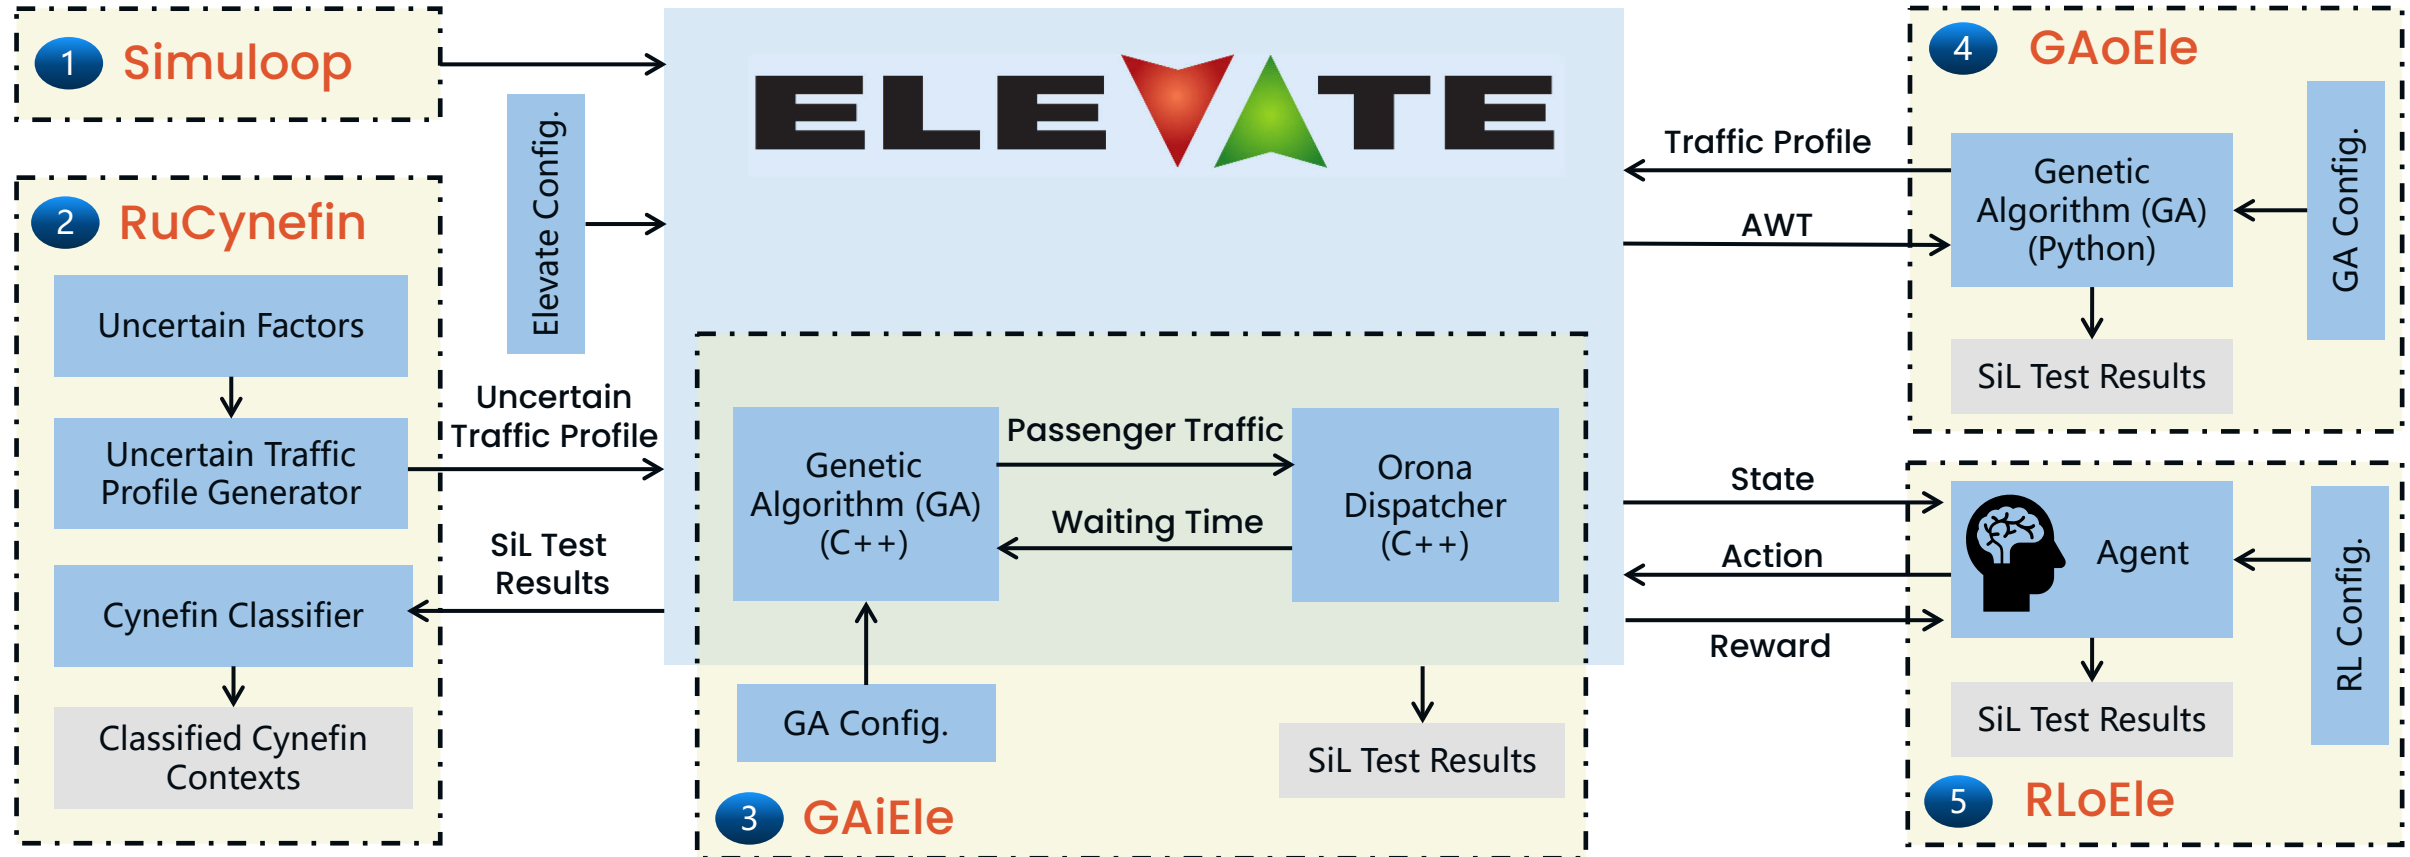 1 Simuloop
2 RuCynefin
Uncertain Factors
Uncertain Traffic
Profile Generator
Cynefin Classifier
Classified Cynefin
Contexts
Elevate Config.
Uncertain
Traffic Profile
SiL Test
Results
ELEVATE
Genetic
Algorithm (GA)
(C++)
Passenger Traffic
Waiting Time
Orona
Dispatcher
(C++)
GA Config.
SiL Test Results
3 GAiEle
Traffic Profile
AWT
4 GAoEle
Genetic
Algorithm (GA)
(Python)
GA Config.
SiL Test Results
State
Action
Reward
Agent
RL Config.
SiL Test Results
5 RLoEle